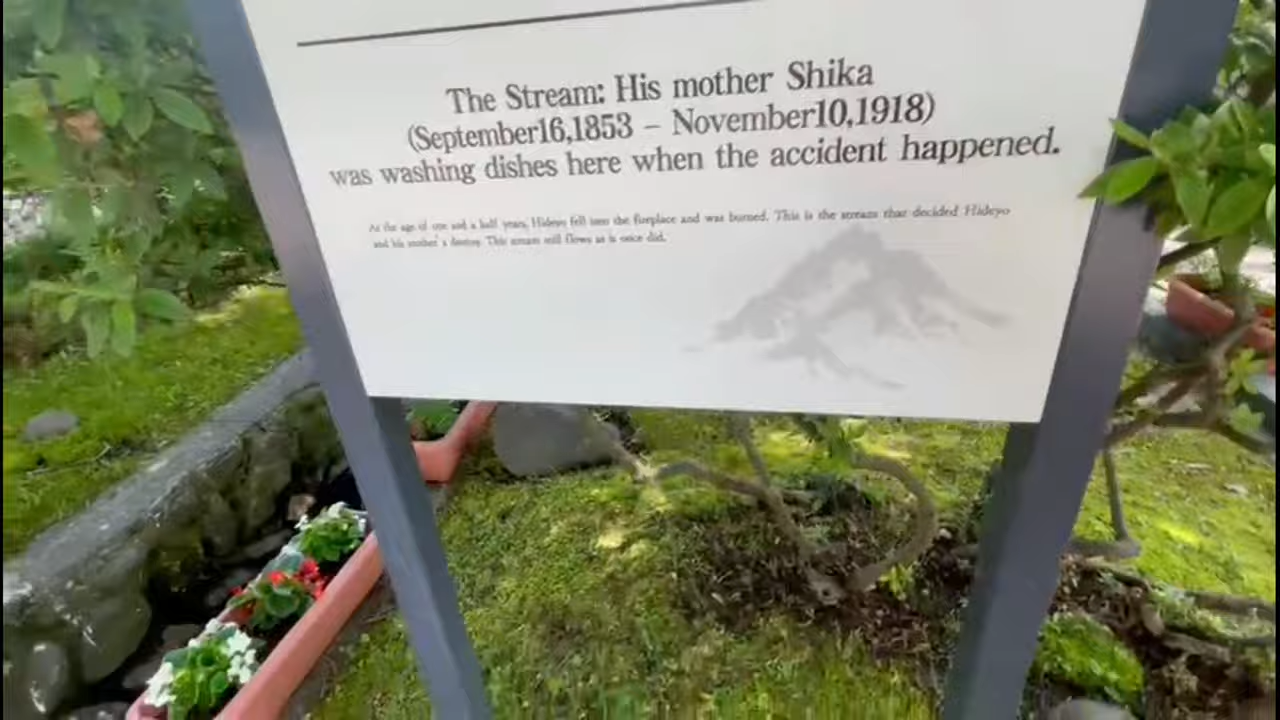 The Stream: His mother Shika
(September16,1853 – November10,1918)
was washing dishes here when the accident happened.
At the age of one and a half years, Hideyo fell into the fireplace and was burned. This is the stream that decided Hideyo
and his mother's destiny. This stream still flows as is once did.